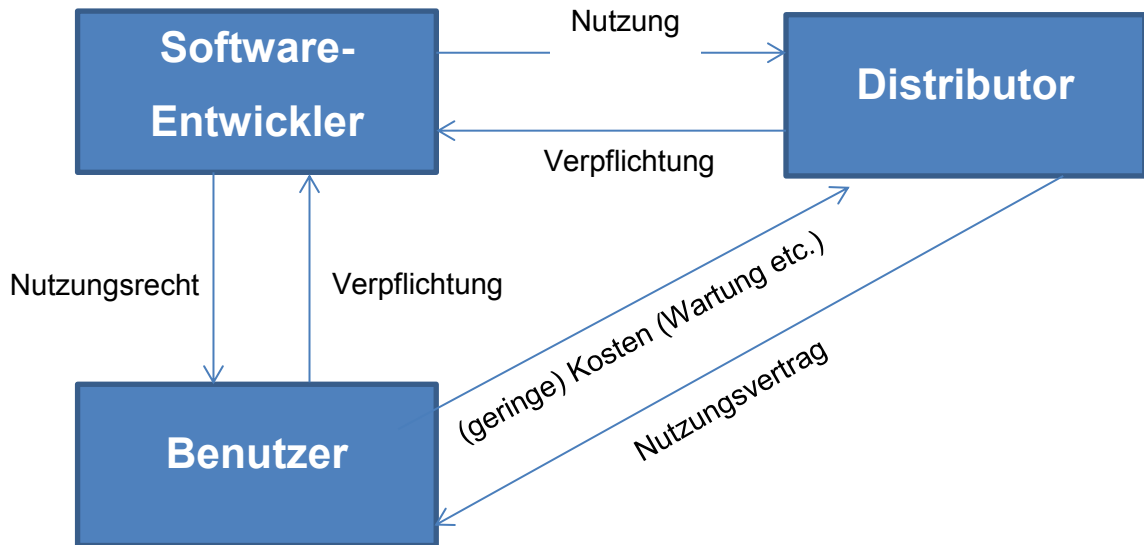 Nutzung
Software-
Entwickler
Distributor
Verpflichtung
Nutzungsrecht
Verpflichtung
(geringe) Kosten (Wartung etc.)
Nutzungsvertrag
Benutzer